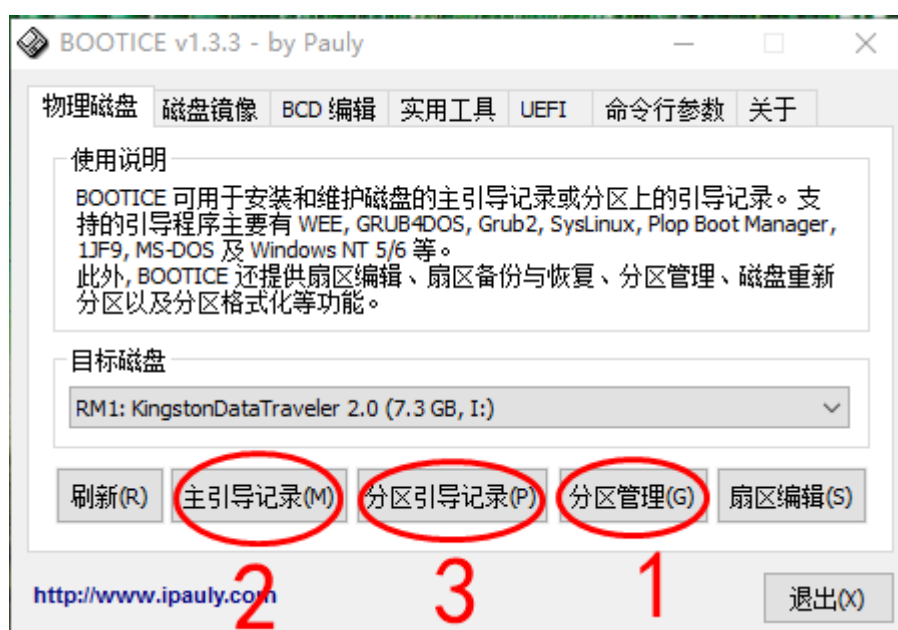 BOOTICE v1.3.3 - by Pauly
物理磁盘 磁盘镜像 BCD 编辑 实用工具 UEFI 命令行参数 关于
使用说明
BOOTICE 可用于安装和维护磁盘的主引导记录或分区上的引导记录。支
持的引导程序主要有 WEE, GRUB4DOS, Grub2, SysLinux, Plop Boot Manager,
1JF9, MS-DOS 及 Windows NT 5/6 等。
此外, BOOTICE 还提供扇区编辑、扇区备份与恢复、分区管理、磁盘重新
分区以及分区格式化等功能。
目标磁盘
RM1: KingstonDataTraveler 2.0 (7.3 GB, I:)
刷新(R) 主引导记录(M) 分区引导记录(P) 分区管理(G) 扇区编辑(S)
2 3 1
http://www.ipauly.com 退出(X)